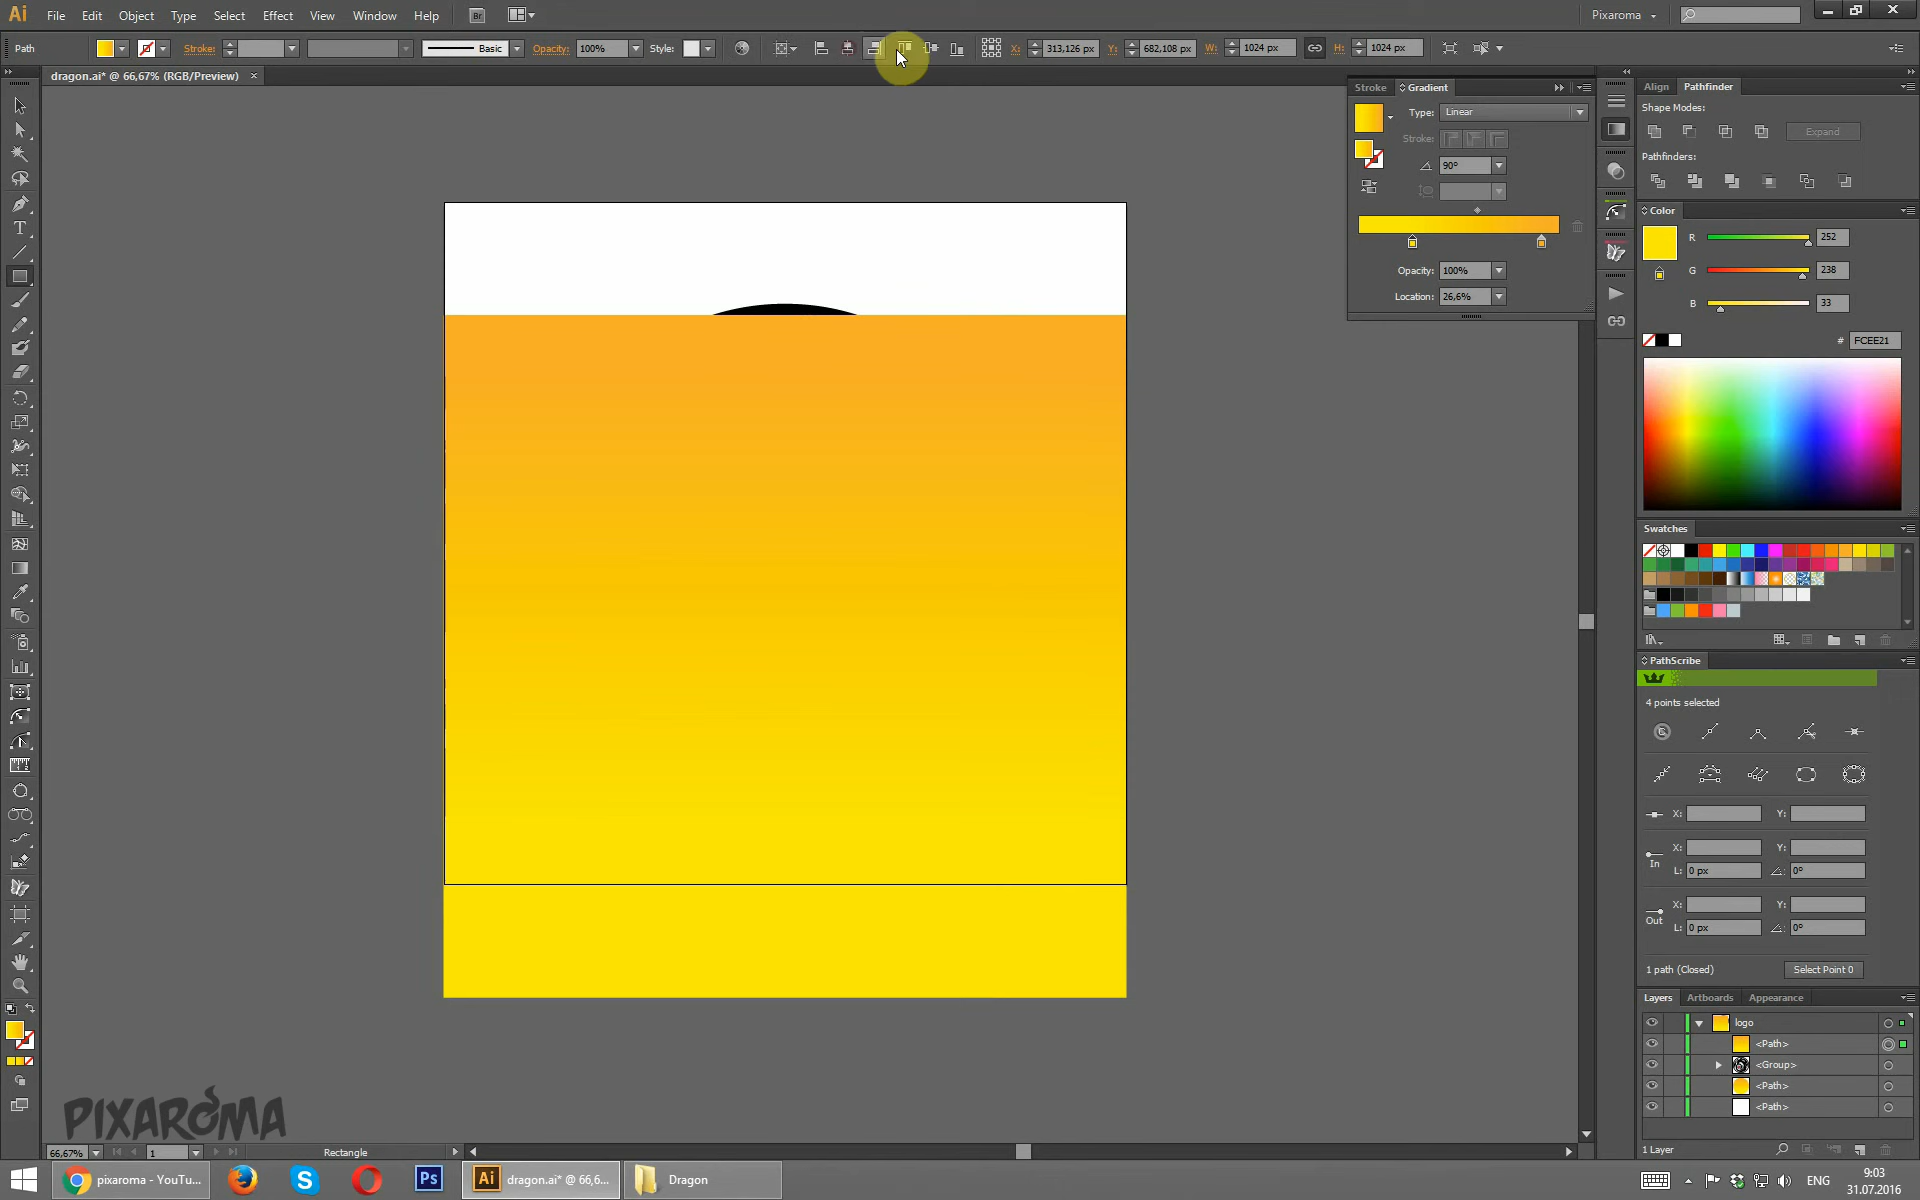 Ai File Edit Object Type Select Effect View Window Help Br Pixaroma
Path Stroke: Basic Opacity: 100% Style: X: 313,126 px Y: 682,108 px W: 1024 px H: 1024 px
dragon.ai* @ 66,67% (RGB/Preview) ×
Stroke Gradient
Type: Linear
Stroke:
90°
Opacity: 100%
Location: 26,6%
Align Pathfinder
Shape Modes:
Expand
Pathfinders:
Color
R 252
G 238
B 33
# FCEE21
Swatches
PathScribe
4 points selected
X: Y:
X: Y:
In
L: 0 px 0°
X: Y:
Out
L: 0 px 0°
1 path (Closed) Select Point 0
Layers Artboards Appearance
logo
<Path>
<Group>
<Path>
<Path>
1 Layer
PIXAROMA
66,67% 1 Rectangle
pixaroma - YouTu... Ps Ai dragon.ai* @ 66,6... Dragon ENG 9:03
31.07.2016